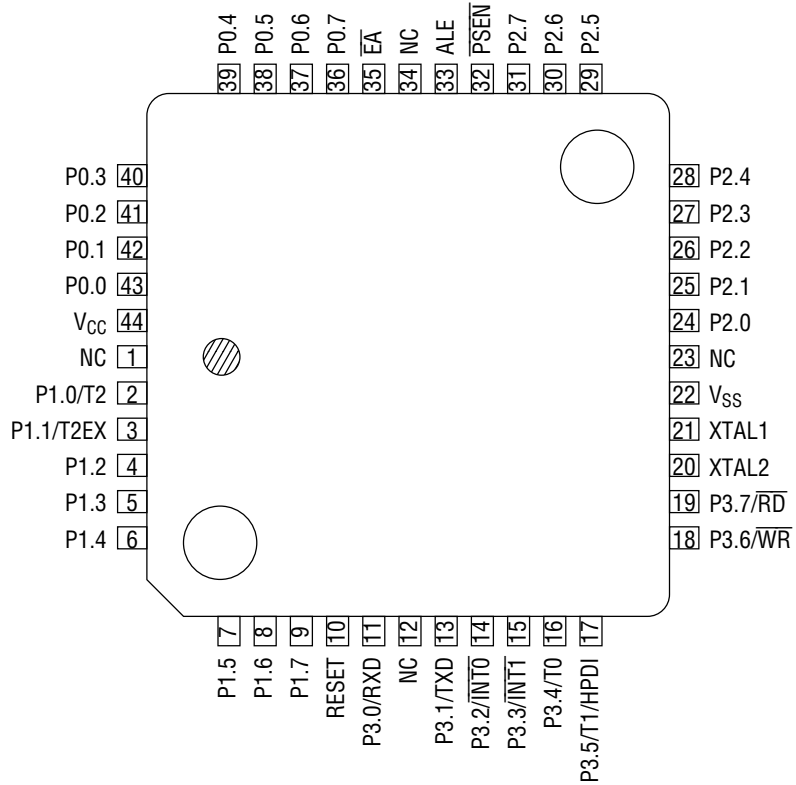 P0.4
P0.5
P0.6
P0.7
E̅A̅
NC
ALE
P̅S̅E̅N̅
P2.7
P2.6
P2.5
39
38
37
36
35
34
33
32
31
30
29
P0.3 40
P0.2 41
P0.1 42
P0.0 43
VCC 44
NC 1
P1.0/T2 2
P1.1/T2EX 3
P1.2 4
P1.3 5
P1.4 6
28 P2.4
27 P2.3
26 P2.2
25 P2.1
24 P2.0
23 NC
22 VSS
21 XTAL1
20 XTAL2
19 P3.7/R̅D̅
18 P3.6/W̅R̅
7
8
9
10
11
12
13
14
15
16
17
P1.5
P1.6
P1.7
RESET
P3.0/RXD
NC
P3.1/TXD
P3.2/I̅N̅T̅0̅
P3.3/I̅N̅T̅1̅
P3.4/T0
P3.5/T1/HPDI